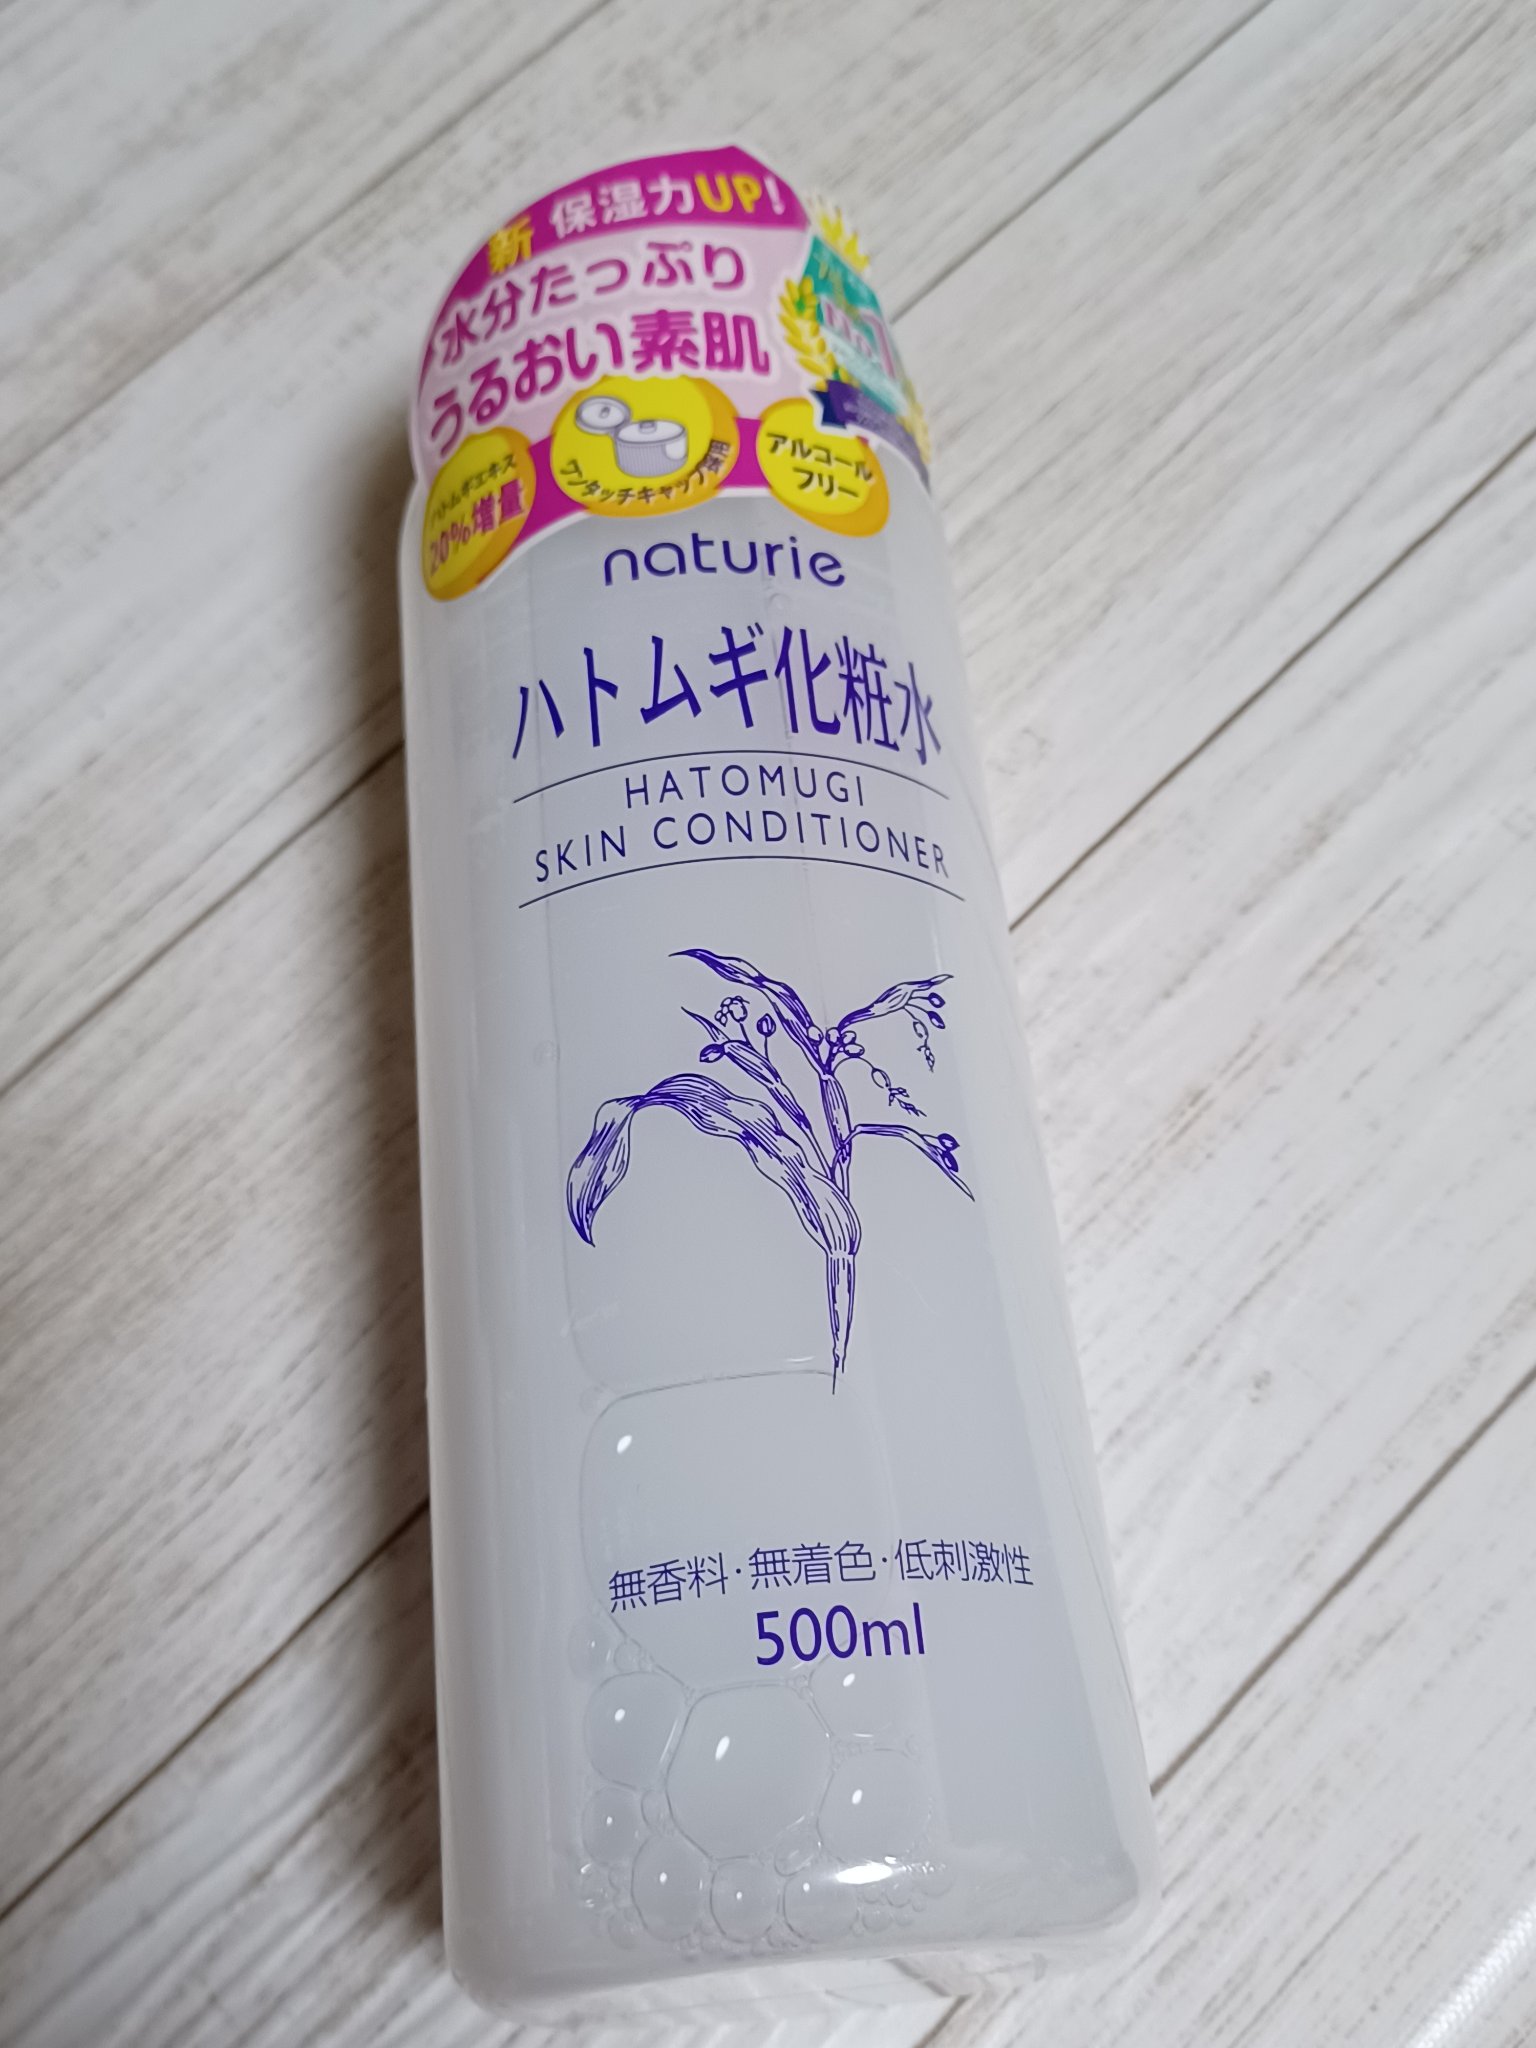 新 保湿力UP!
水分たっぷり
うるおい素肌
ハトムギエキス
20%増量
ワンタッチキャップ採用
アルコール
フリー
No.1
naturie
ハトムギ化粧水
HATOMUGI
SKIN CONDITIONER
無香料・無着色・低刺激性
500ml